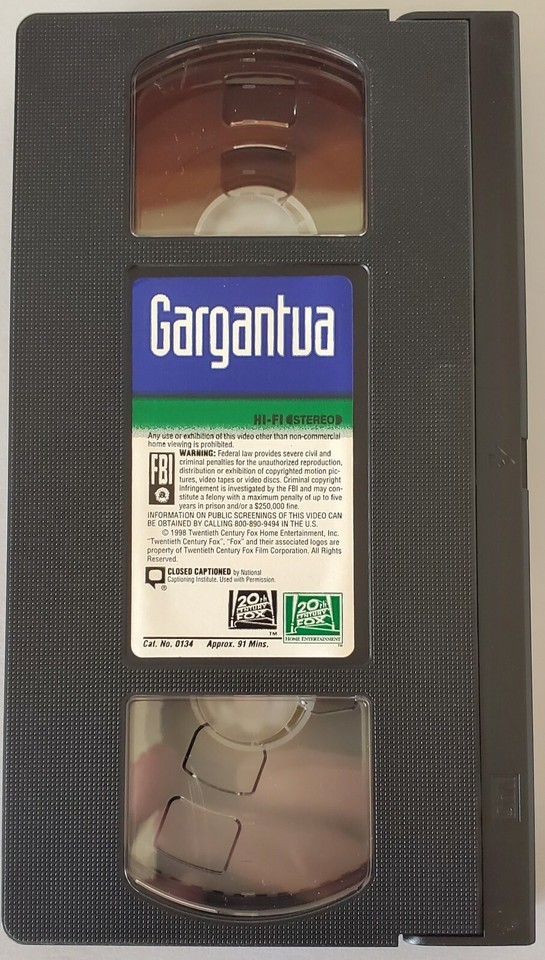 Gargantua
HI-FI STEREO
Any use or exhibition of this video other than non-commercial
home viewing is prohibited.
FBI
WARNING: Federal law provides severe civil and
criminal penalties for the unauthorized reproduction,
distribution or exhibition of copyrighted motion pic-
tures, video tapes or video discs. Criminal copyright
infringement is investigated by the FBI and may con-
stitute a felony with a maximum penalty of up to five
years in prison and/or a $250,000 fine.
INFORMATION ON PUBLIC SCREENINGS OF THIS VIDEO CAN
BE OBTAINED BY CALLING 800-890-9494 IN THE U.S.
© 1998 Twentieth Century Fox Home Entertainment, Inc.
"Twentieth Century Fox", "Fox" and their associated logos are
property of Twentieth Century Fox Film Corporation. All Rights
Reserved.
CLOSED CAPTIONED by National
Captioning Institute. Used with Permission.
®
20th
CENTURY
FOX
TM
20th
CENTURY
FOX
HOME ENTERTAINMENT
TM
Cat. No. 0134 Approx. 91 Mins.